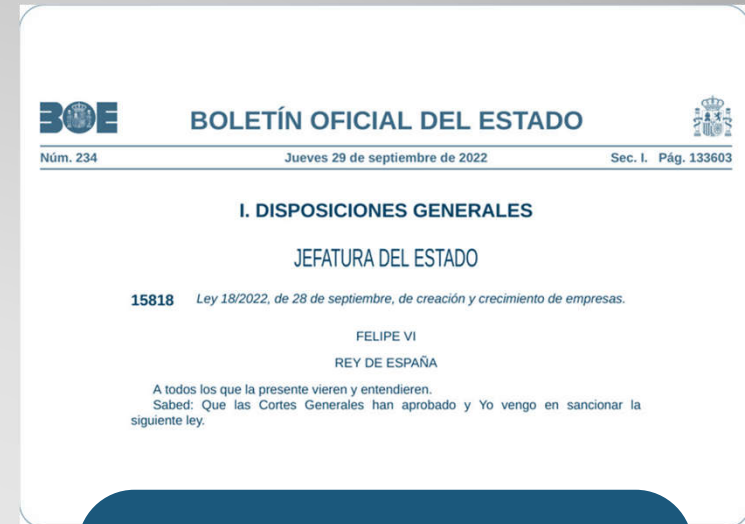 BOE BOLETÍN OFICIAL DEL ESTADO
Núm. 234 Jueves 29 de septiembre de 2022 Sec. I. Pág. 133603
I. DISPOSICIONES GENERALES
JEFATURA DEL ESTADO
15818 Ley 18/2022, de 28 de septiembre, de creación y crecimiento de empresas.
FELIPE VI
REY DE ESPAÑA
A todos los que la presente vieren y entendieren.
Sabed: Que las Cortes Generales han aprobado y Yo vengo en sancionar la
siguiente ley.